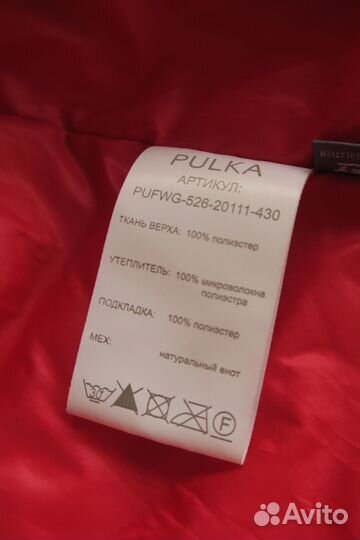 PULKA
АРТИКУЛ:
PUFWG-526-20111-430
ТКАНЬ ВЕРХА: 100% полиэстер
УТЕПЛИТЕЛЬ: 100% микроволокна
полиэстра
ПОДКЛАДКА: 100% полиэстер
МЕХ: натуральный енот
30°
F
Avito